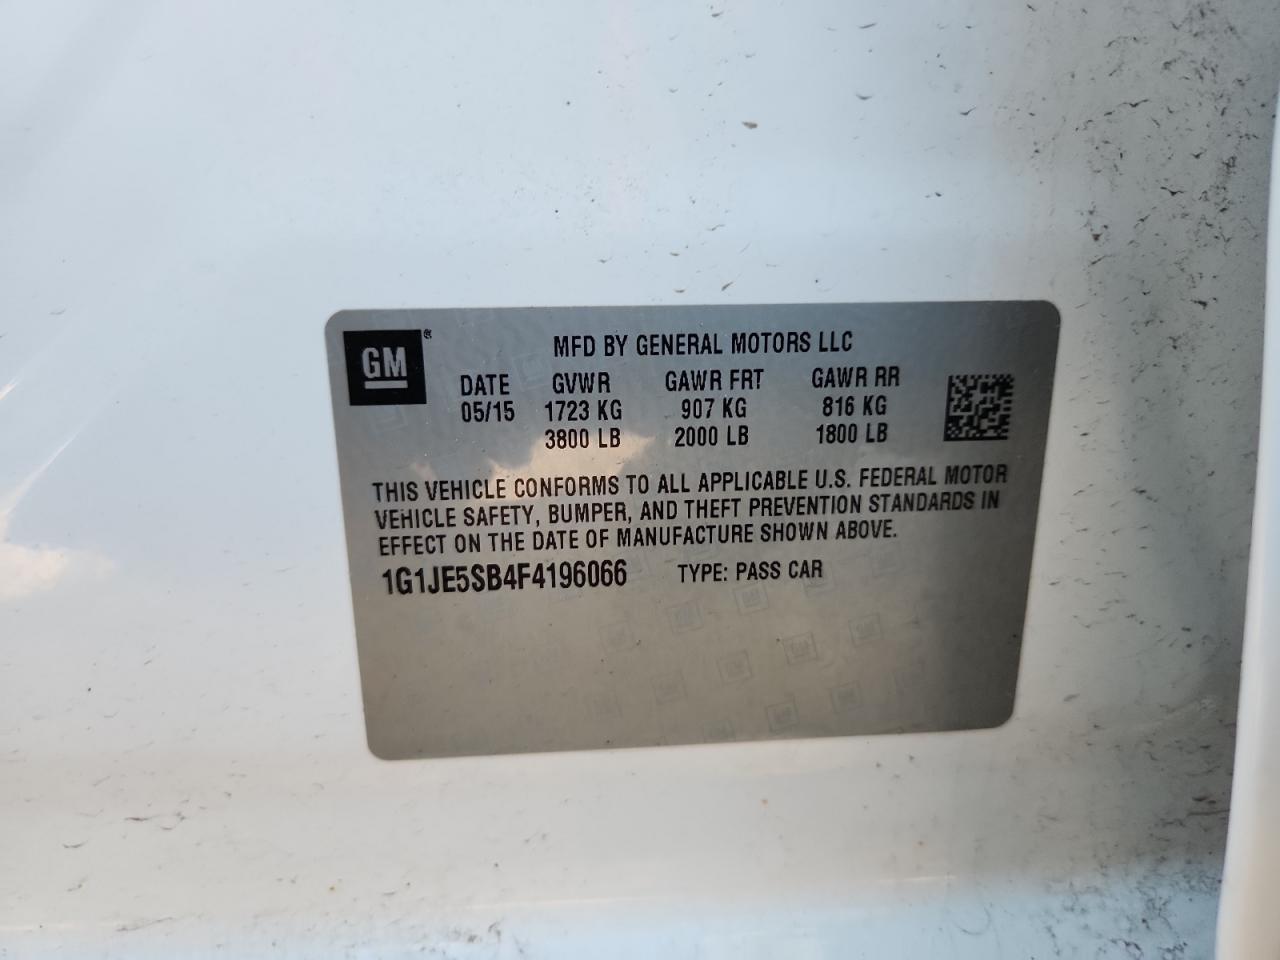 GM®
MFD BY GENERAL MOTORS LLC
DATE GVWR GAWR FRT GAWR RR
05/15 1723 KG 907 KG 816 KG
3800 LB 2000 LB 1800 LB
THIS VEHICLE CONFORMS TO ALL APPLICABLE U.S. FEDERAL MOTOR
VEHICLE SAFETY, BUMPER, AND THEFT PREVENTION STANDARDS IN
EFFECT ON THE DATE OF MANUFACTURE SHOWN ABOVE.
1G1JE5SB4F4196066 TYPE: PASS CAR